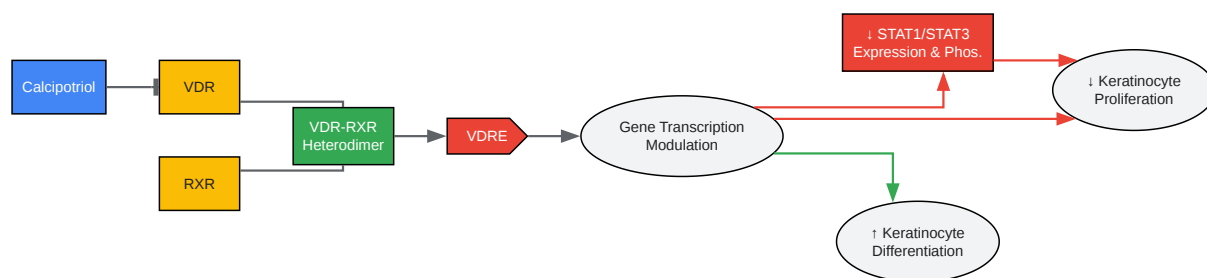 Calcipotriol
VDR
RXR
VDR-RXR
Heterodimer
VDRE
Gene Transcription
Modulation
↓ STAT1/STAT3
Expression & Phos.
↓ Keratinocyte
Proliferation
↑ Keratinocyte
Differentiation